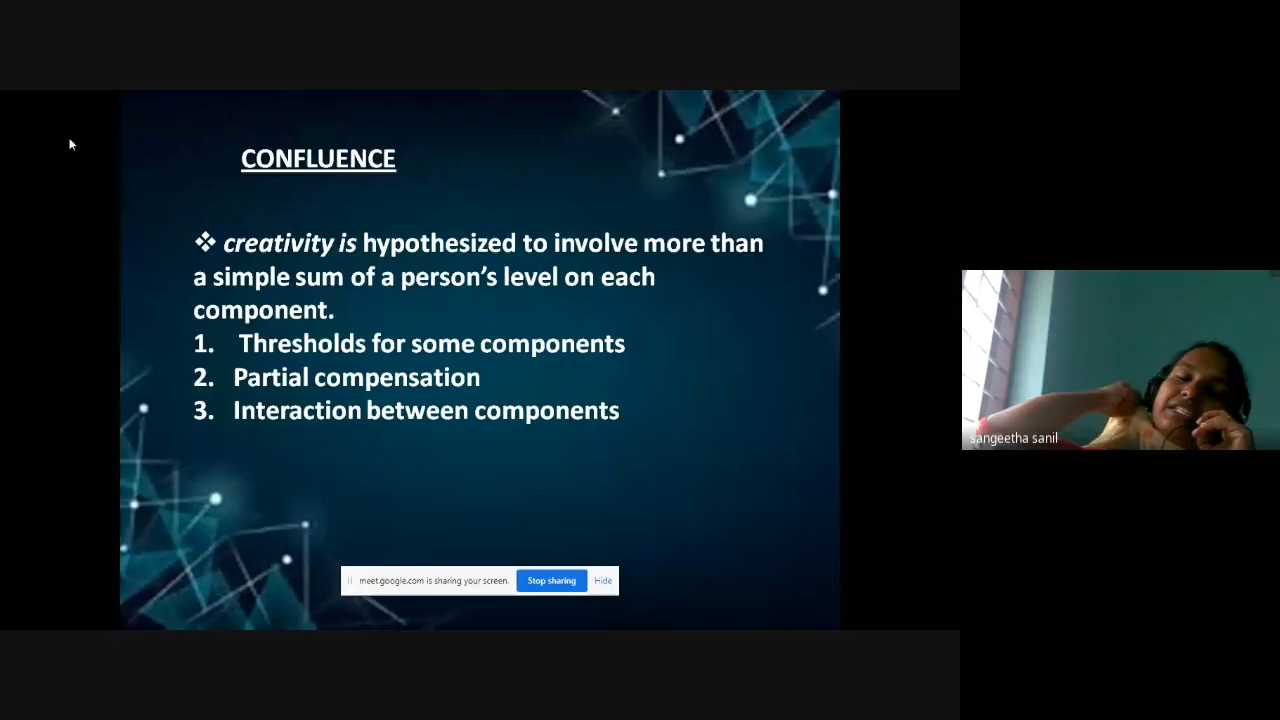 CONFLUENCE
❖ creativity is hypothesized to involve more than
a simple sum of a person's level on each
component.
1. Thresholds for some components
2. Partial compensation
3. Interaction between components
meet.google.com is sharing your screen. Stop sharing Hide
sangeetha sanil